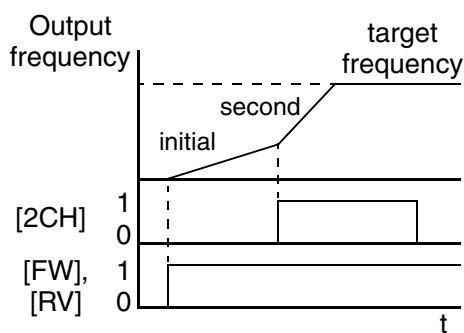 Output
frequency
target
frequency
second
initial
[2CH]
1
0
[FW],
[RV]
1
0
t